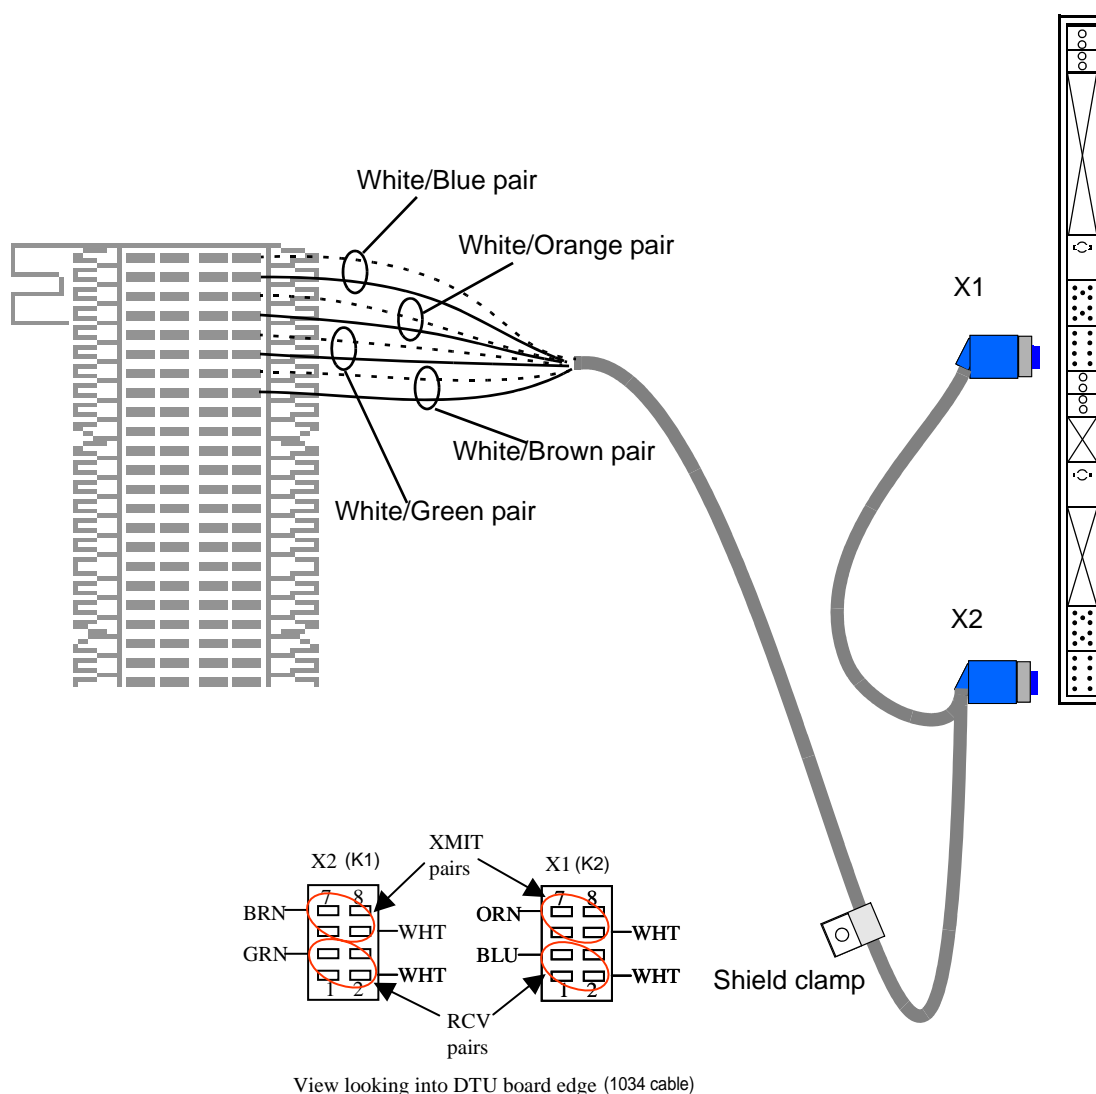 White/Blue pair
White/Orange pair
X1
White/Brown pair
White/Green pair
X2
XMIT
pairs
X2 (K1)
X1 (K2)
7 8
7 8
BRN
WHT
ORN
WHT
GRN
WHT
BLU
WHT
1 2
1 2
RCV
pairs
Shield clamp
View looking into DTU board edge (1034 cable)